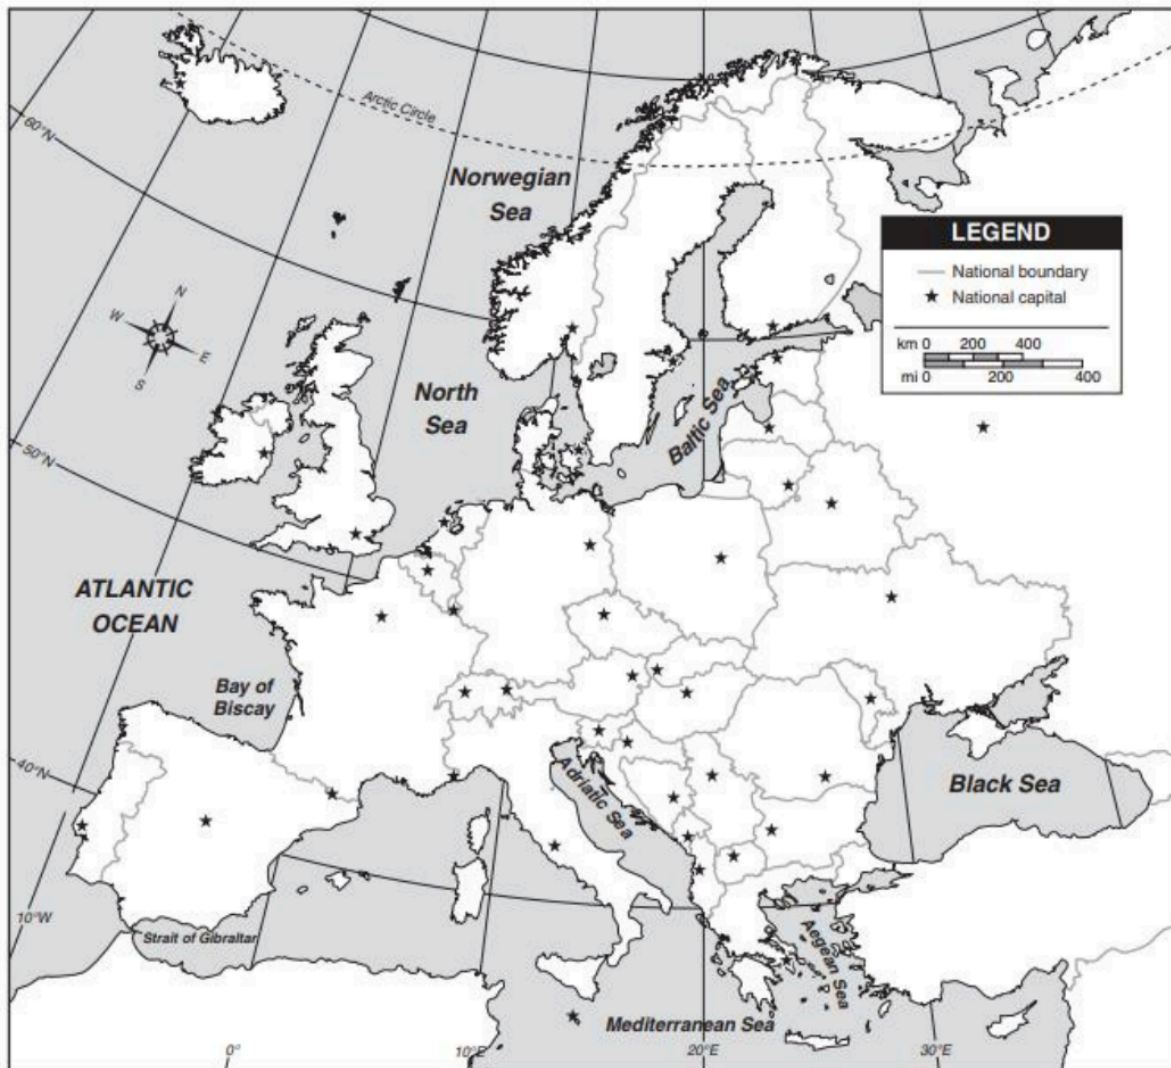 Arctic Circle
60°N
Norwegian
Sea
LEGEND
National boundary
National capital
km 0 200 400
mi 0 200 400
N
W
E
S
North
Sea
Baltic Sea
50°N
ATLANTIC
OCEAN
Bay of
Biscay
40°N
Adriatic Sea
Black Sea
10°W
Strait of Gibraltar
Aegean Sea
Mediterranean Sea
0°
10°E
20°E
30°E